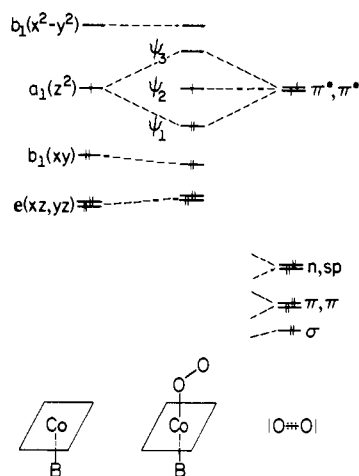 b₁(x²-y²)
ψ₃
a₁(z²)
ψ₂
π*,π*
ψ₁
b₁(xy)
e(xz,yz)
n,sp
π,π
σ
O
O
Co
Co
|O⋯O|
B
B